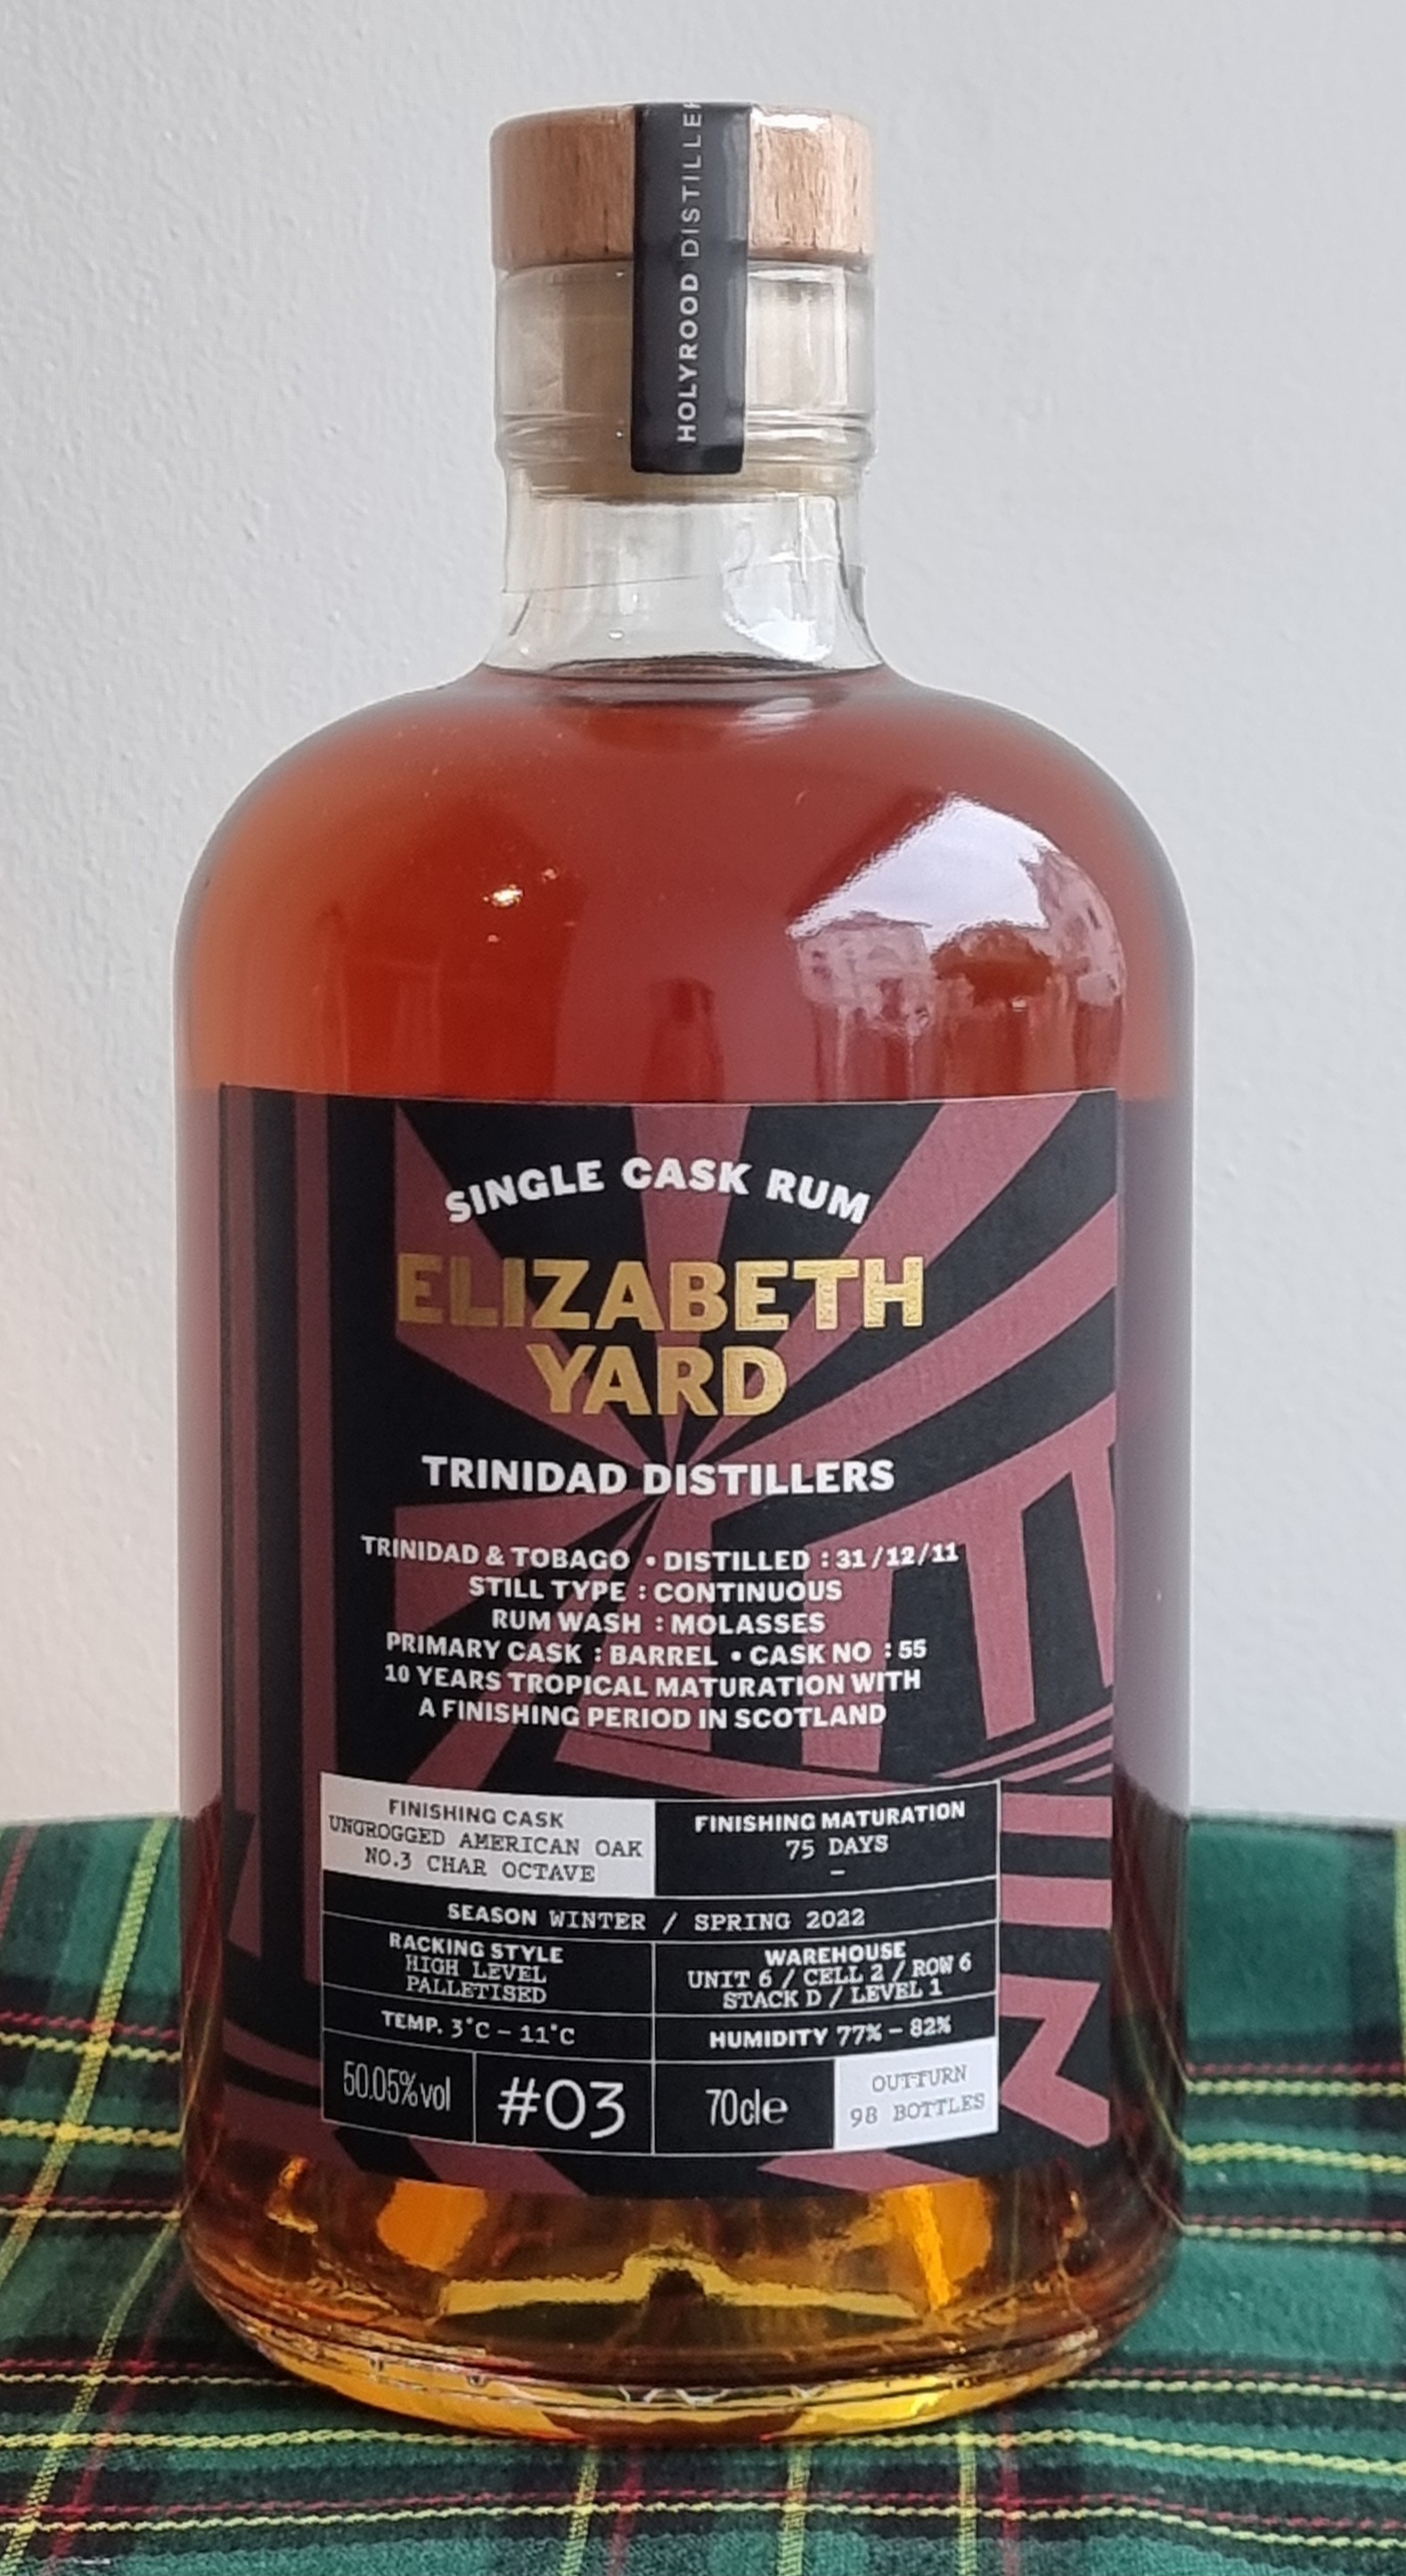 HOLYROOD DISTILLER
SINGLE CASK RUM
ELIZABETH
YARD
TRINIDAD DISTILLERS
TRINIDAD & TOBAGO • DISTILLED : 31/12/11
STILL TYPE : CONTINUOUS
RUM WASH : MOLASSES
PRIMARY CASK : BARREL • CASK NO : 55
10 YEARS TROPICAL MATURATION WITH
A FINISHING PERIOD IN SCOTLAND
FINISHING CASK
UNGROGGED AMERICAN OAK
NO.3 CHAR OCTAVE
FINISHING MATURATION
75 DAYS
–
SEASON WINTER / SPRING 2022
RACKING STYLE
HIGH LEVEL
PALLETISED
WAREHOUSE
UNIT 6 / CELL 2 / ROW 6
STACK D / LEVEL 1
TEMP. 3°C – 11°C
HUMIDITY 77% – 82%
50.05%vol
#03
70cle
OUTTURN
98 BOTTLES